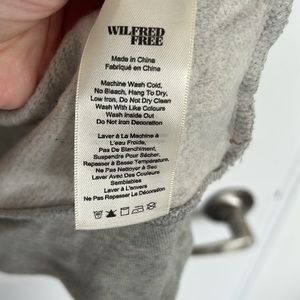 WILFRED
FREE
Made in China
Fabriqué en Chine
Machine Wash Cold,
No Bleach, Hang To Dry,
Low Iron, Do Not Dry Clean
Wash With Like Colours
Wash Inside Out
Do Not Iron Decoration
Laver À La Machine À
L'eau Froide,
Pas De Blanchiment,
Suspendre Pour Sécher,
Repasser À Basse Température.
Ne Pas Nettoyer À Sec
Laver Avec Des Couleurs
Semblables
Laver À L'envers
Ne Pas Repasser La Décoration